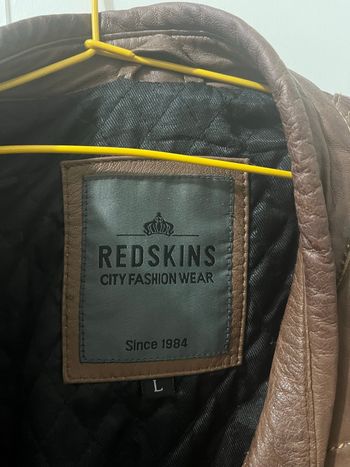 REDSKINS
CITY FASHION WEAR
Since 1984
L